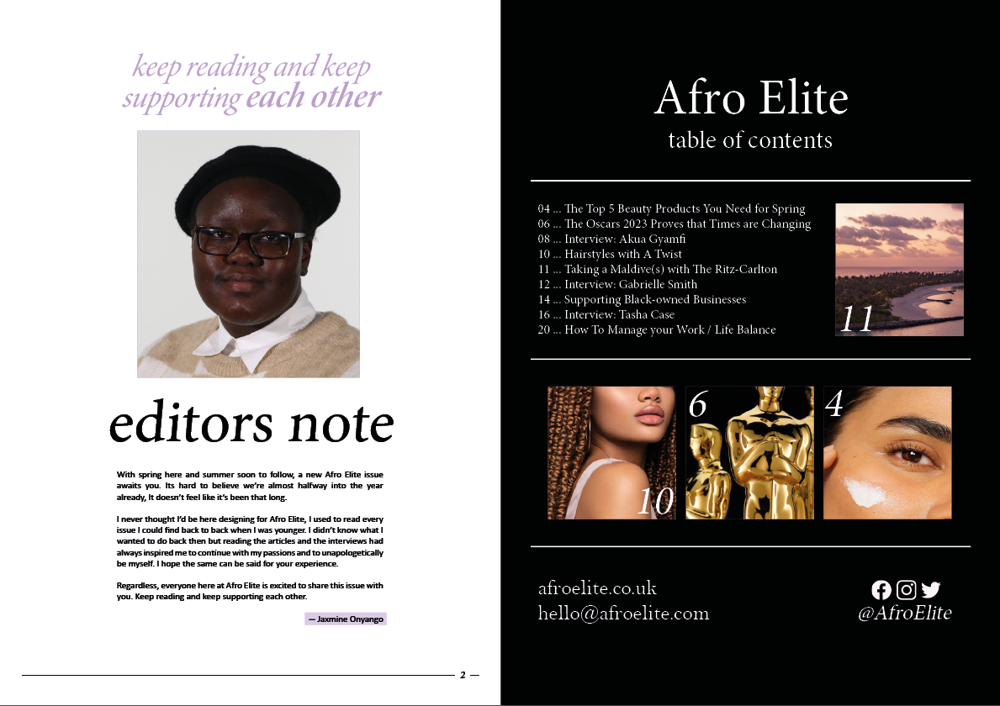 keep reading and keep
supporting each other
editors note
With spring here and summer soon to follow, a new Afro Elite issue
awaits you. Its hard to believe we're almost halfway into the year
already, It doesn't feel like it's been that long.
I never thought I'd be here designing for Afro Elite, I used to read every
issue I could find back to back when I was younger. I didn't know what I
wanted to do back then but reading the articles and the interviews had
always inspired me to continue with my passions and to unapologetically
be myself. I hope the same can be said for your experience.
Regardless, everyone here at Afro Elite is excited to share this issue with
you. Keep reading and keep supporting each other.
— Jaxmine Onyango
2
Afro Elite
table of contents
04 ... The Top 5 Beauty Products You Need for Spring
06 ... The Oscars 2023 Proves that Times are Changing
08 ... Interview: Akua Gyamfi
10 ... Hairstyles with A Twist
11 ... Taking a Maldive(s) with The Ritz-Carlton
12 ... Interview: Gabrielle Smith
14 ... Supporting Black-owned Businesses
16 ... Interview: Tasha Case
20 ... How To Manage your Work / Life Balance
11
10
6
4
afroelite.co.uk
hello@afroelite.com
@AfroElite